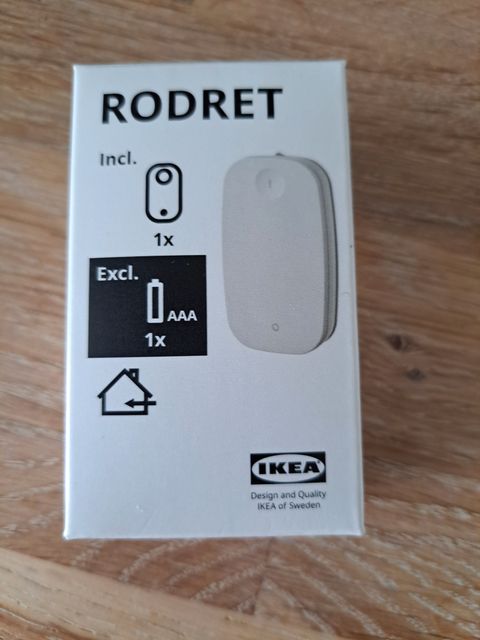 RODRET
Incl.
1x
Excl.
AAA
1x
IKEA
Design and Quality
IKEA of Sweden